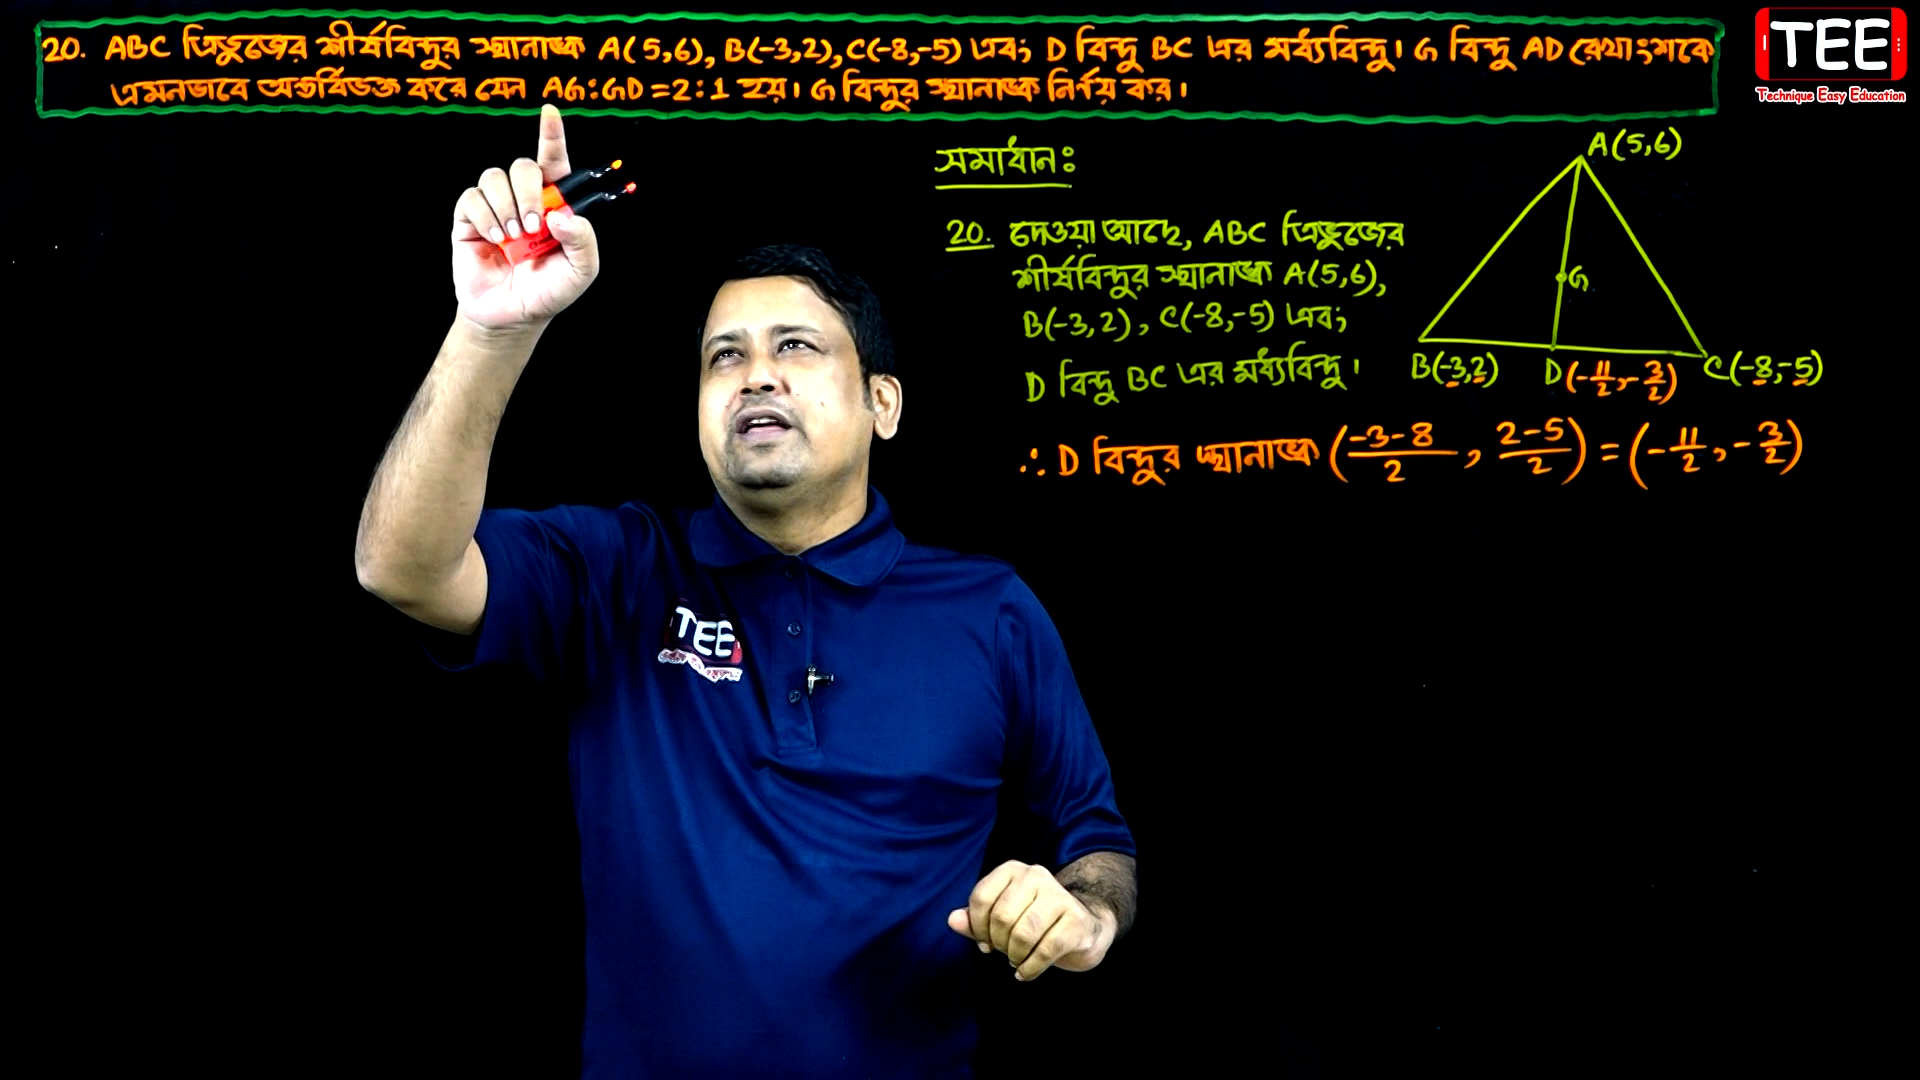 20. ABC ত্রিভুজের শীর্ষবিন্দুর স্থানাঙ্ক A(5,6), B(-3,2), C(-8,-5) এবং D বিন্দু BC এর মধ্যবিন্দু। G বিন্দু AD রেখাংশকে
এমনভাবে অন্তর্বিভক্ত করে যেন AG:GD = 2:1 হয়। G বিন্দুর স্থানাঙ্ক নির্ণয় কর।
TEE
Technique Easy Education
সমাধানঃ
A(5,6)
20. দেওয়া আছে, ABC ত্রিভুজের
শীর্ষবিন্দুর স্থানাঙ্ক A(5,6),
G
B(-3,2), C(-8,-5) এবং
D বিন্দু BC এর মধ্যবিন্দু।
B(-3,2) D(-11/2, -3/2) C(-8,-5)
∴ D বিন্দুর স্থানাঙ্ক (-3-8/2, 2-5/2) = (-11/2, -3/2)
TEE